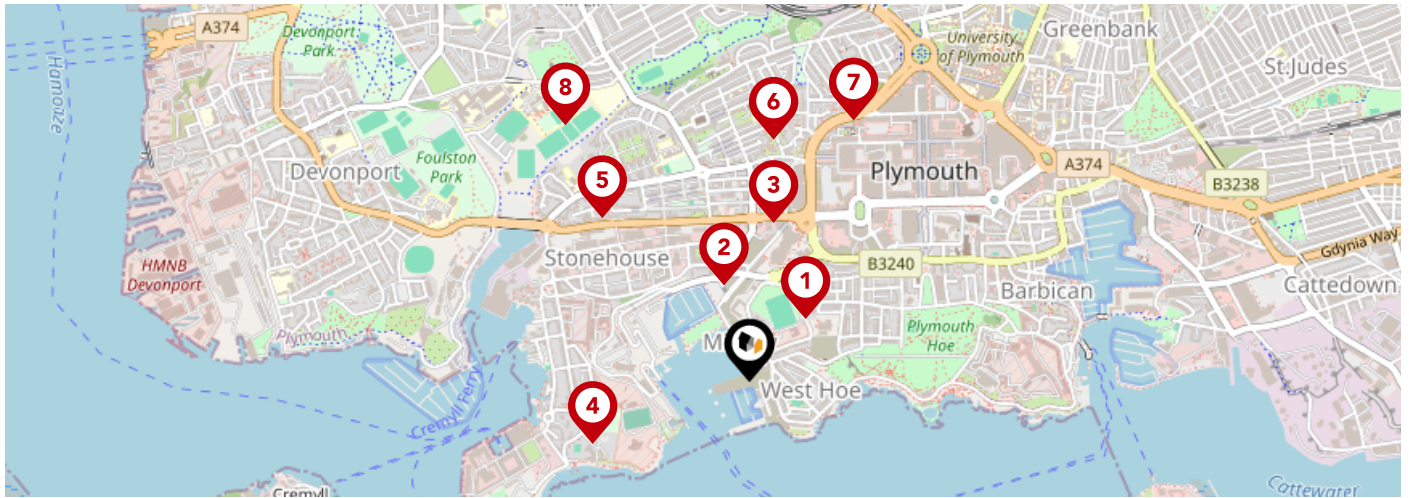 A374
Devonport
Park
Hamoaze
University
of Plymouth
Greenbank
St.Judes
8
7
6
Foulston
Park
Devonport
5
3
Plymouth
A374
B3238
HMNB
Devonport
Stonehouse
2
1
B3240
Barbican
Gdynia Way
Cattedown
Plymouth
Plymouth
Hoe
M
West Hoe
Cremyll Ferry
4
Cremyll
Cattewater